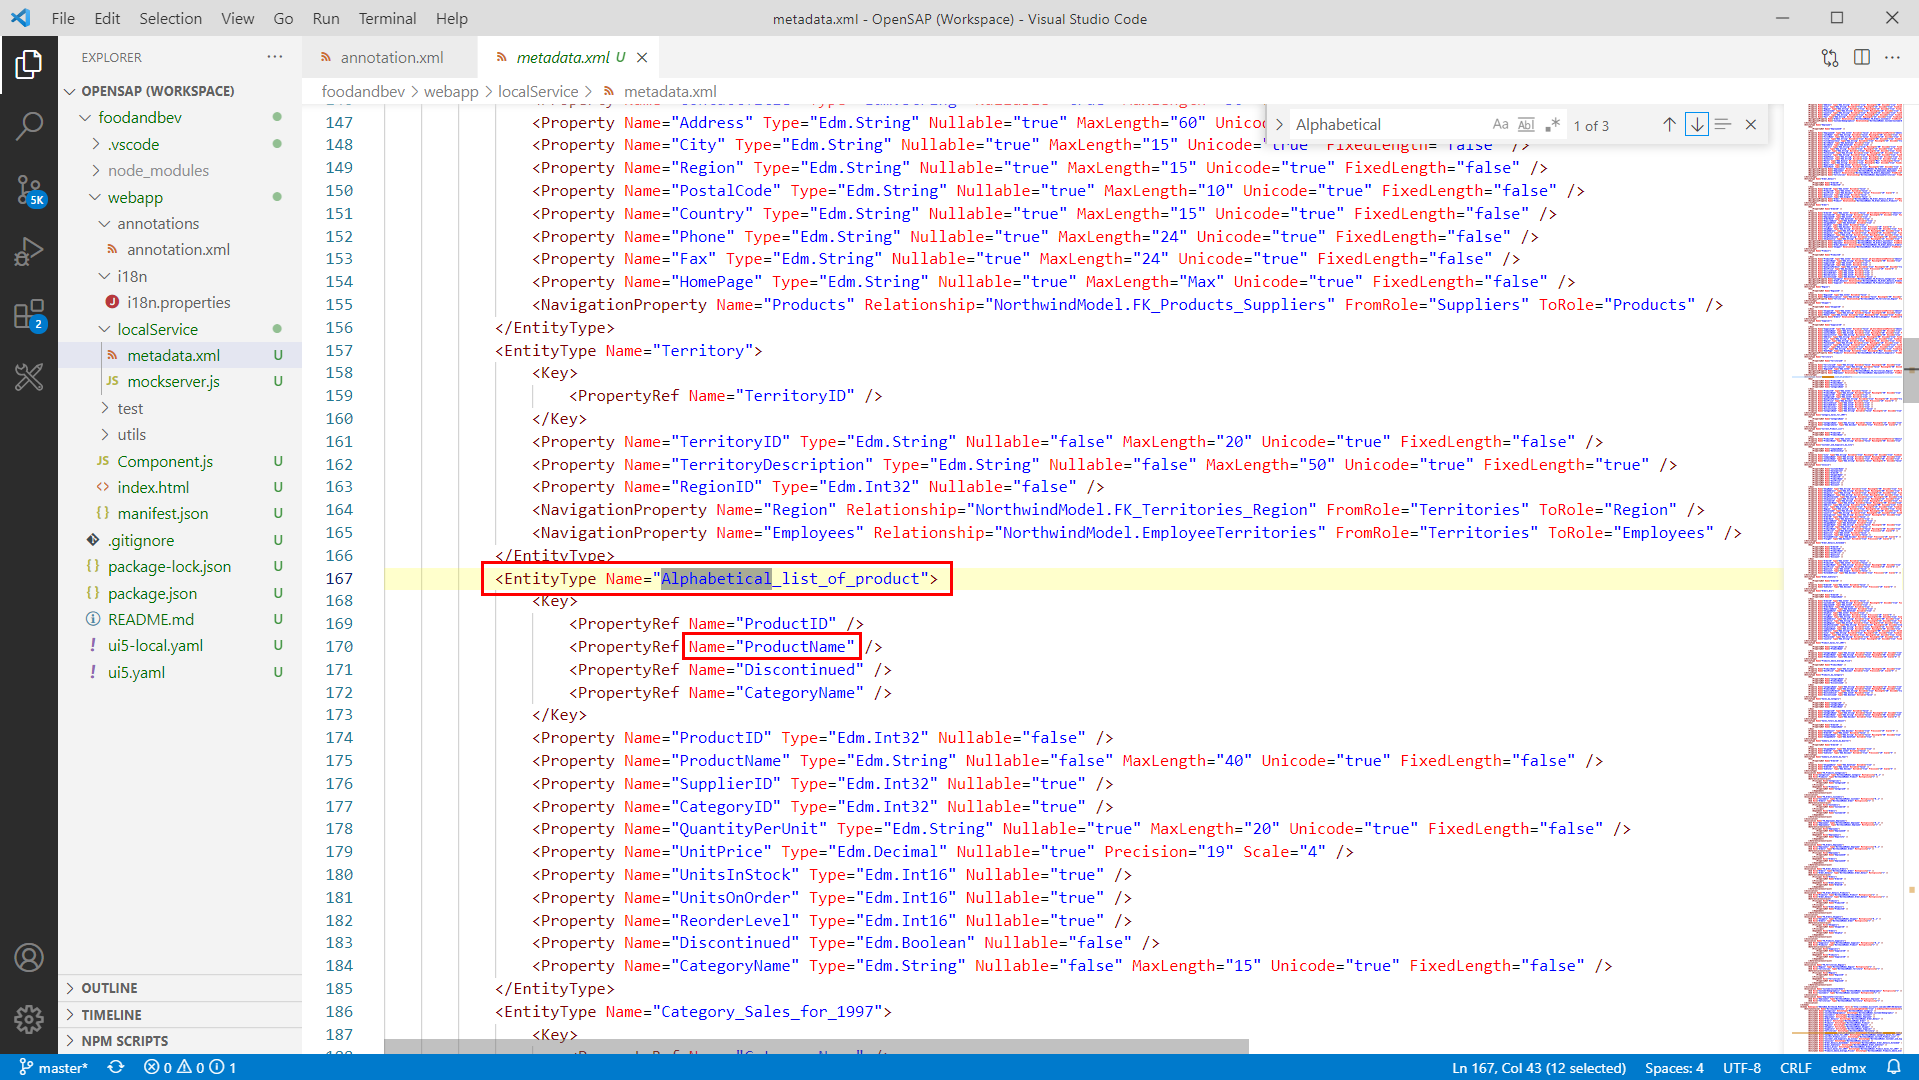 File Edit Selection View Go Run Terminal Help
metadata.xml - OpenSAP (Workspace) - Visual Studio Code
EXPLORER
annotation.xml
metadata.xml U
OPENSAP (WORKSPACE)
foodandbev
.vscode
node_modules
webapp
annotations
annotation.xml
i18n
i18n.properties
localService
metadata.xml U
JS mockserver.js U
test
utils
JS Component.js U
<> index.html U
{} manifest.json U
.gitignore U
{} package-lock.json U
{} package.json U
README.md U
! ui5-local.yaml U
! ui5.yaml U
OUTLINE
TIMELINE
NPM SCRIPTS
5K
2
foodandbev > webapp > localService > metadata.xml
Alphabetical Aa Abl .* 1 of 3
147 <Property Name="Address" Type="Edm.String" Nullable="true" MaxLength="60"
148 <Property Name="City" Type="Edm.String" Nullable="true" MaxLength="15" Unicode="true" FixedLength="false" />
149 <Property Name="Region" Type="Edm.String" Nullable="true" MaxLength="15" Unicode="true" FixedLength="false" />
150 <Property Name="PostalCode" Type="Edm.String" Nullable="true" MaxLength="10" Unicode="true" FixedLength="false" />
151 <Property Name="Country" Type="Edm.String" Nullable="true" MaxLength="15" Unicode="true" FixedLength="false" />
152 <Property Name="Phone" Type="Edm.String" Nullable="true" MaxLength="24" Unicode="true" FixedLength="false" />
153 <Property Name="Fax" Type="Edm.String" Nullable="true" MaxLength="24" Unicode="true" FixedLength="false" />
154 <Property Name="HomePage" Type="Edm.String" Nullable="true" MaxLength="Max" Unicode="true" FixedLength="false" />
155 <NavigationProperty Name="Products" Relationship="NorthwindModel.FK_Products_Suppliers" FromRole="Suppliers" ToRole="Products" />
156 </EntityType>
157 <EntityType Name="Territory">
158 <Key>
159 <PropertyRef Name="TerritoryID" />
160 </Key>
161 <Property Name="TerritoryID" Type="Edm.String" Nullable="false" MaxLength="20" Unicode="true" FixedLength="false" />
162 <Property Name="TerritoryDescription" Type="Edm.String" Nullable="false" MaxLength="50" Unicode="true" FixedLength="true" />
163 <Property Name="RegionID" Type="Edm.Int32" Nullable="false" />
164 <NavigationProperty Name="Region" Relationship="NorthwindModel.FK_Territories_Region" FromRole="Territories" ToRole="Region" />
165 <NavigationProperty Name="Employees" Relationship="NorthwindModel.EmployeeTerritories" FromRole="Territories" ToRole="Employees" />
166 </EntityType>
167 <EntityType Name="Alphabetical_list_of_product">
168 <Key>
169 <PropertyRef Name="ProductID" />
170 <PropertyRef Name="ProductName" />
171 <PropertyRef Name="Discontinued" />
172 <PropertyRef Name="CategoryName" />
173 </Key>
174 <Property Name="ProductID" Type="Edm.Int32" Nullable="false" />
175 <Property Name="ProductName" Type="Edm.String" Nullable="false" MaxLength="40" Unicode="true" FixedLength="false" />
176 <Property Name="SupplierID" Type="Edm.Int32" Nullable="true" />
177 <Property Name="CategoryID" Type="Edm.Int32" Nullable="true" />
178 <Property Name="QuantityPerUnit" Type="Edm.String" Nullable="true" MaxLength="20" Unicode="true" FixedLength="false" />
179 <Property Name="UnitPrice" Type="Edm.Decimal" Nullable="true" Precision="19" Scale="4" />
180 <Property Name="UnitsInStock" Type="Edm.Int16" Nullable="true" />
181 <Property Name="UnitsOnOrder" Type="Edm.Int16" Nullable="true" />
182 <Property Name="ReorderLevel" Type="Edm.Int16" Nullable="true" />
183 <Property Name="Discontinued" Type="Edm.Boolean" Nullable="false" />
184 <Property Name="CategoryName" Type="Edm.String" Nullable="false" MaxLength="15" Unicode="true" FixedLength="false" />
185 </EntityType>
186 <EntityType Name="Category_Sales_for_1997">
187 <Key>
master* 0 0 1
Ln 167, Col 43 (12 selected) Spaces: 4 UTF-8 CRLF edmx